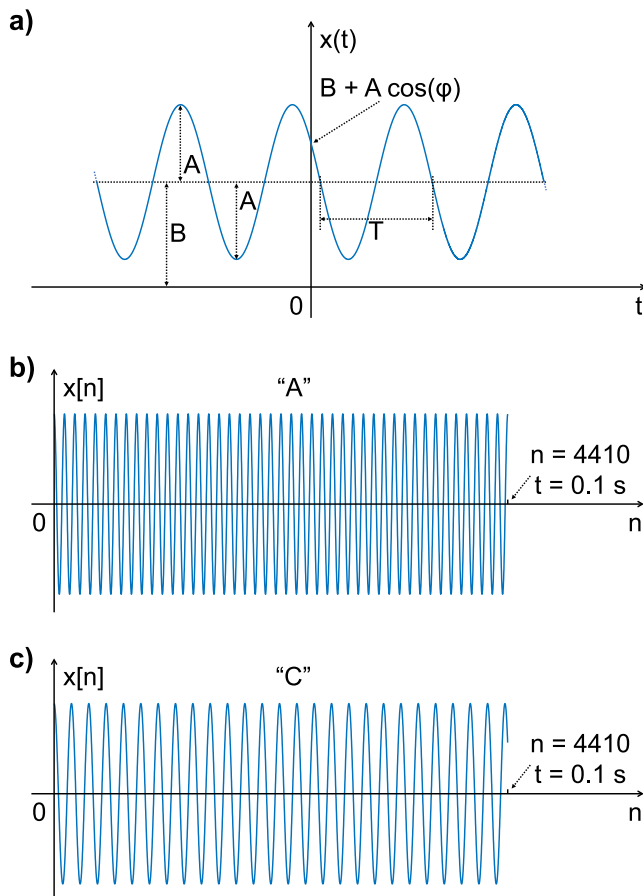 a)
x(t)
B + A cos(φ)
A
A
B
T
0
t
b)
x[n]
“A”
n = 4410
t = 0.1 s
0
n
c)
x[n]
“C”
n = 4410
t = 0.1 s
0
n